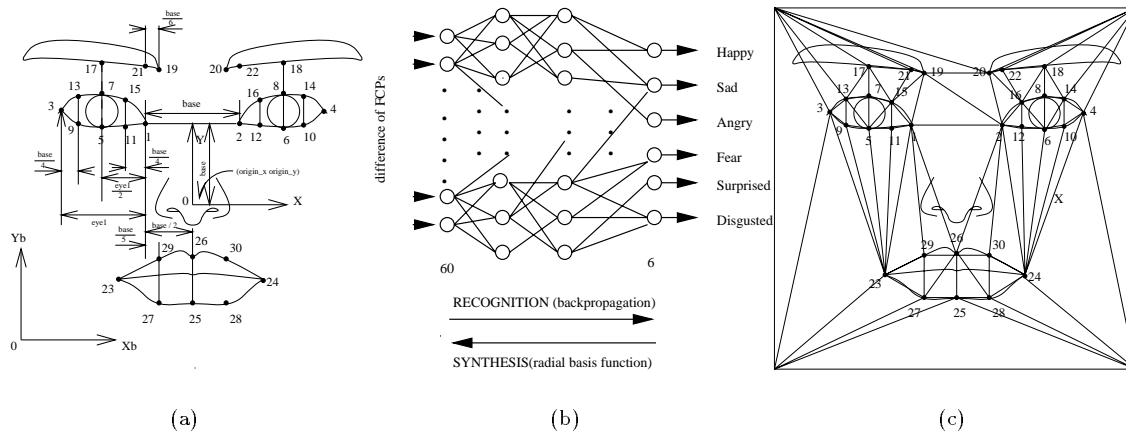 base
6
17
21
19
20
22
18
13
7
15
16
8
14
3
base
4
9
5
11
1
2
12
6
10
Y
base
4
base
4
eye1
2
base
(origin_x origin_y)
0
X
eye1
base
5
base / 2
29
26
30
23
24
27
25
28
Yb
0
Xb
(a)
difference of FCPs
Happy
Sad
Angry
Fear
Surprised
Disgusted
60
6
RECOGNITION (backpropagation)
SYNTHESIS(radial basis function)
(b)
17
21
19
20
22
18
13
7
15
16
8
14
3
4
9
5
11
1
2
12
6
10
X
29
26
30
23
24
27
25
28
(c)